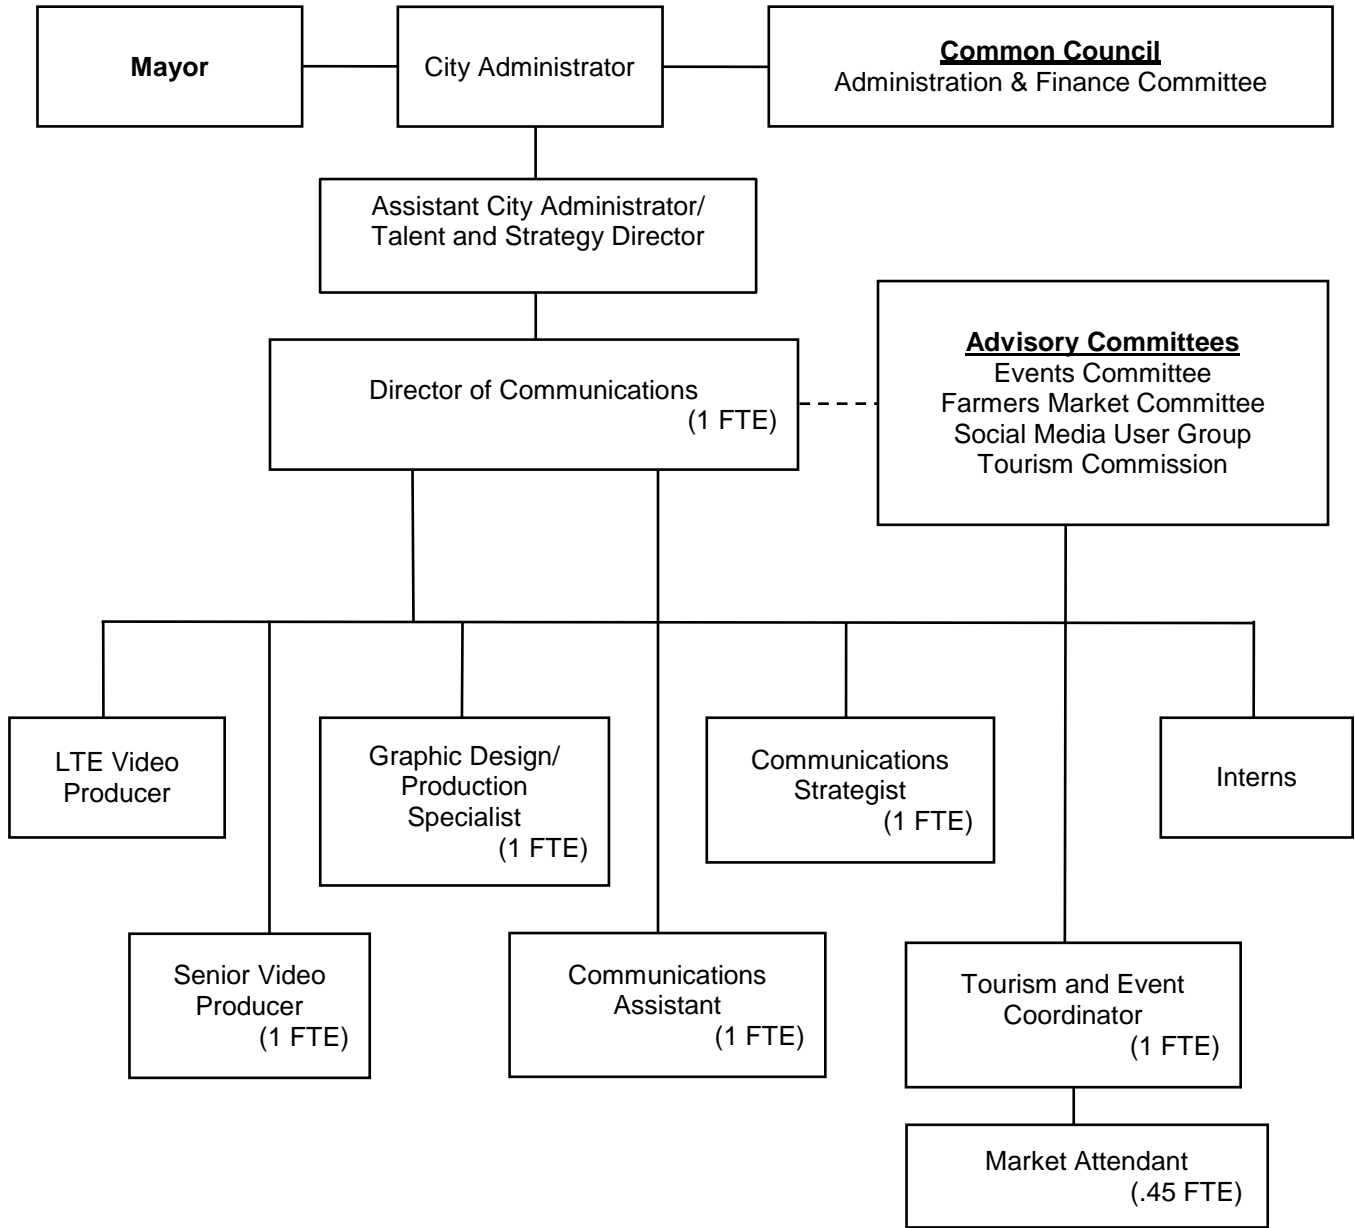 Mayor
City Administrator
Common Council
Administration & Finance Committee
Assistant City Administrator/
Talent and Strategy Director
Director of Communications
(1 FTE)
Advisory Committees
Events Committee
Farmers Market Committee
Social Media User Group
Tourism Commission
LTE Video
Producer
Graphic Design/
Production
Specialist
(1 FTE)
Communications
Strategist
(1 FTE)
Interns
Senior Video
Producer
(1 FTE)
Communications
Assistant
(1 FTE)
Tourism and Event
Coordinator
(1 FTE)
Market Attendant
(.45 FTE)